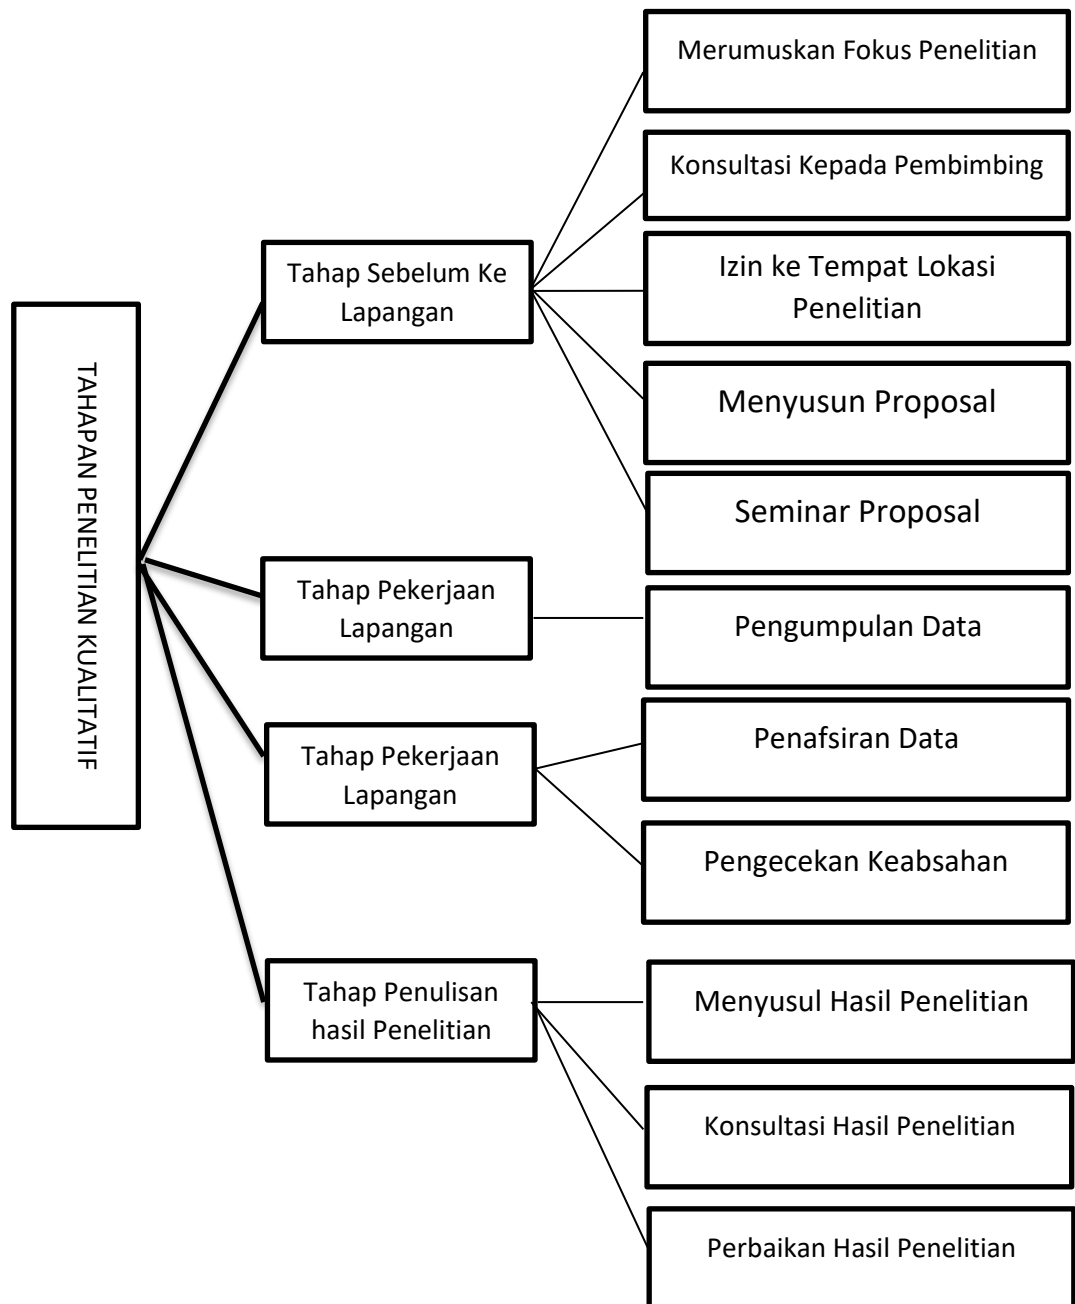 TAHAPAN PENELITIAN KUALITATIF
Tahap Sebelum Ke
Lapangan
Merumuskan Fokus Penelitian
Konsultasi Kepada Pembimbing
Izin ke Tempat Lokasi
Penelitian
Menyusun Proposal
Seminar Proposal
Tahap Pekerjaan
Lapangan
Pengumpulan Data
Tahap Pekerjaan
Lapangan
Penafsiran Data
Pengecekan Keabsahan
Tahap Penulisan
hasil Penelitian
Menyusul Hasil Penelitian
Konsultasi Hasil Penelitian
Perbaikan Hasil Penelitian